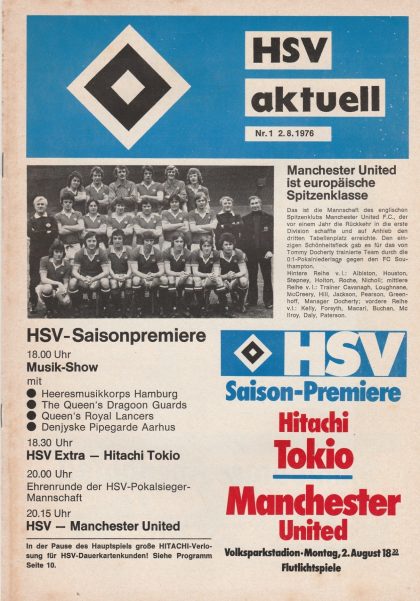 HSV
aktuell
Nr. 1 2.8.1976
Manchester United
ist europäische
Spitzenklasse
Das ist die Mannschaft des englischen
Spitzenklubs Manchester United F.C., der
vor einem Jahr die Rückkehr in die erste
Division schaffte und auf Anhieb den
dritten Tabellenplatz erreichte. Den ein-
zigen Schönheitsfleck gab es für das von
Tommy Docherty trainierte Team durch die
0:1-Pokalniederlage gegen den FC Sou-
thampton.
Hintere Reihe v. l.: Albiston, Houston,
Stepney, Holton, Roche, Nicholl; mittlere
Reihe v. l.: Trainer Cavanagh, Loughnane,
McCreery, Hill, Jackson, Pearson, Green-
hoff, Manager Docherty; vordere Reihe
v. l.: Kelly, Forsyth, Macari, Buchan, Mc
Ilroy, Daly, Paterson.
HSV-Saisonpremiere
18.00 Uhr
Musik-Show
mit
● Heeresmusikkorps Hamburg
● The Queen's Dragoon Guards
● Queen's Royal Lancers
● Denjyske Pipegarde Aarhus
18.30 Uhr
HSV Extra — Hitachi Tokio
20.00 Uhr
Ehrenrunde der HSV-Pokalsieger-
Mannschaft
20.15 Uhr
HSV — Manchester United
In der Pause des Hauptspiels große HITACHI-Verlo-
sung für HSV-Dauerkartenkunden! Siehe Programm
Seite 10.
HSV
Saison-Premiere
Hitachi
Tokio
Manchester
United
Volksparkstadion·Montag, 2. August 18³⁰
Flutlichtspiele